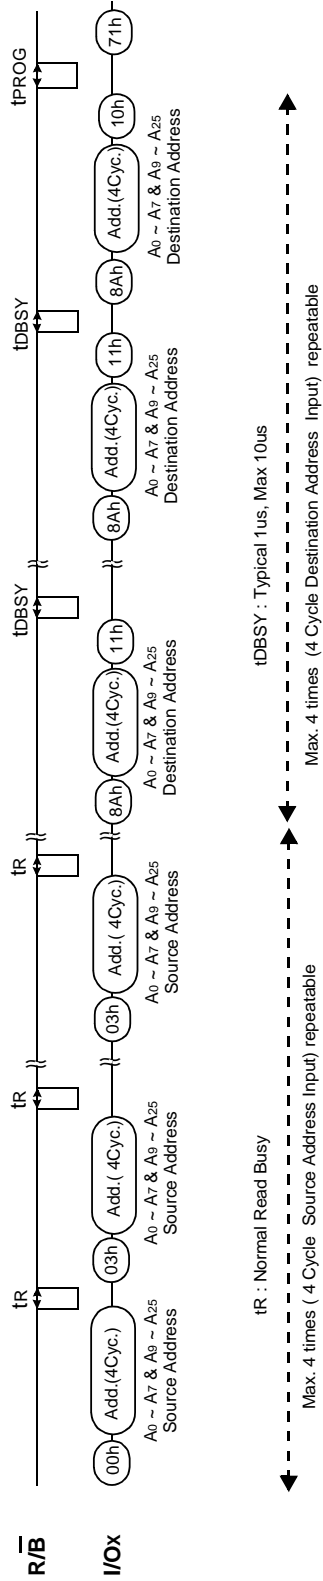 R/B
tR
tR
tR
tDBSY
tDBSY
tPROG
I/Ox
00h
Add.(4Cyc.)
03h
Add.( 4Cyc.)
03h
Add.( 4Cyc.)
8Ah
Add.(4Cyc.)
11h
8Ah
Add.(4Cyc.)
11h
8Ah
Add.(4Cyc.)
10h
71h
A0 ~ A7 & A9 ~ A25
Source Address
A0 ~ A7 & A9 ~ A25
Source Address
A0 ~ A7 & A9 ~ A25
Source Address
A0 ~ A7 & A9 ~ A25
Destination Address
A0 ~ A7 & A9 ~ A25
Destination Address
A0 ~ A7 & A9 ~ A25
Destination Address
tR : Normal Read Busy
tDBSY : Typical 1us, Max 10us
Max. 4 times ( 4 Cycle Source Address Input) repeatable
Max. 4 times (4 Cycle Destination Address Input) repeatable